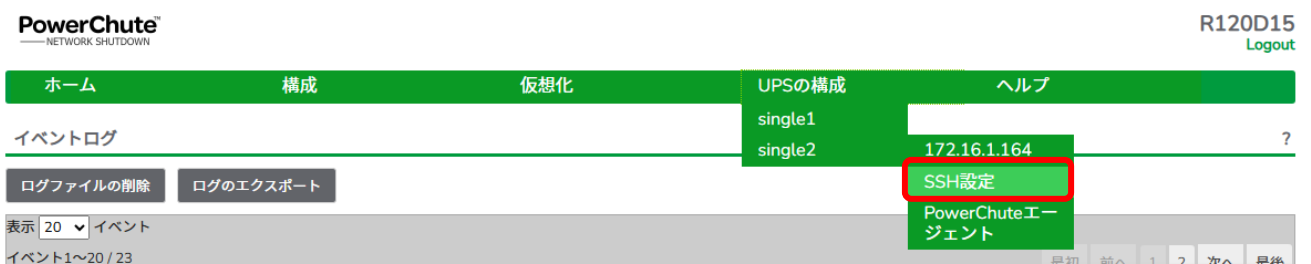 PowerChute™
NETWORK SHUTDOWN
R120D15
Logout
ホーム 構成 仮想化 UPSの構成 ヘルプ
single1
single2
172.16.1.164
SSH設定
PowerChuteエー
ジェント
イベントログ ?
ログファイルの削除 ログのエクスポート
表示 20 イベント
イベント1～20 / 23
最初 前へ 1 2 次へ 最後